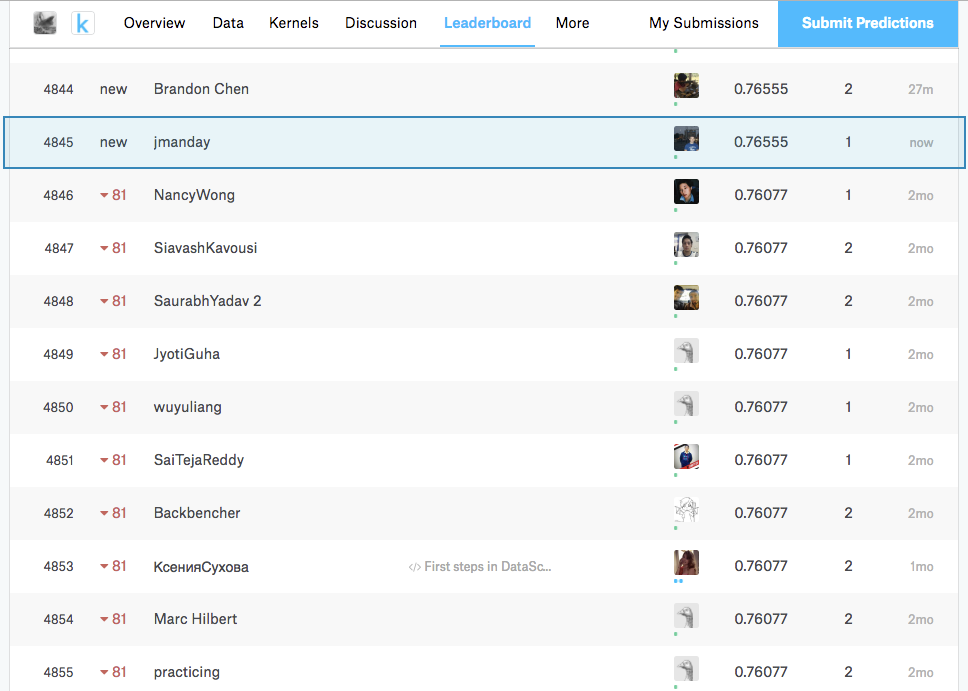 k Overview Data Kernels Discussion Leaderboard More My Submissions Submit Predictions
4844 new Brandon Chen 0.76555 2 27m
4845 new jmanday 0.76555 1 now
4846 81 NancyWong 0.76077 1 2mo
4847 81 SiavashKavousi 0.76077 2 2mo
4848 81 SaurabhYadav 2 0.76077 2 2mo
4849 81 JyotiGuha 0.76077 1 2mo
4850 81 wuyuliang 0.76077 1 2mo
4851 81 SaiTejaReddy 0.76077 1 2mo
4852 81 Backbencher 0.76077 2 2mo
4853 81 КсенияСухова </> First steps in DataSc... 0.76077 2 1mo
4854 81 Marc Hilbert 0.76077 2 2mo
4855 81 practicing 0.76077 2 2mo